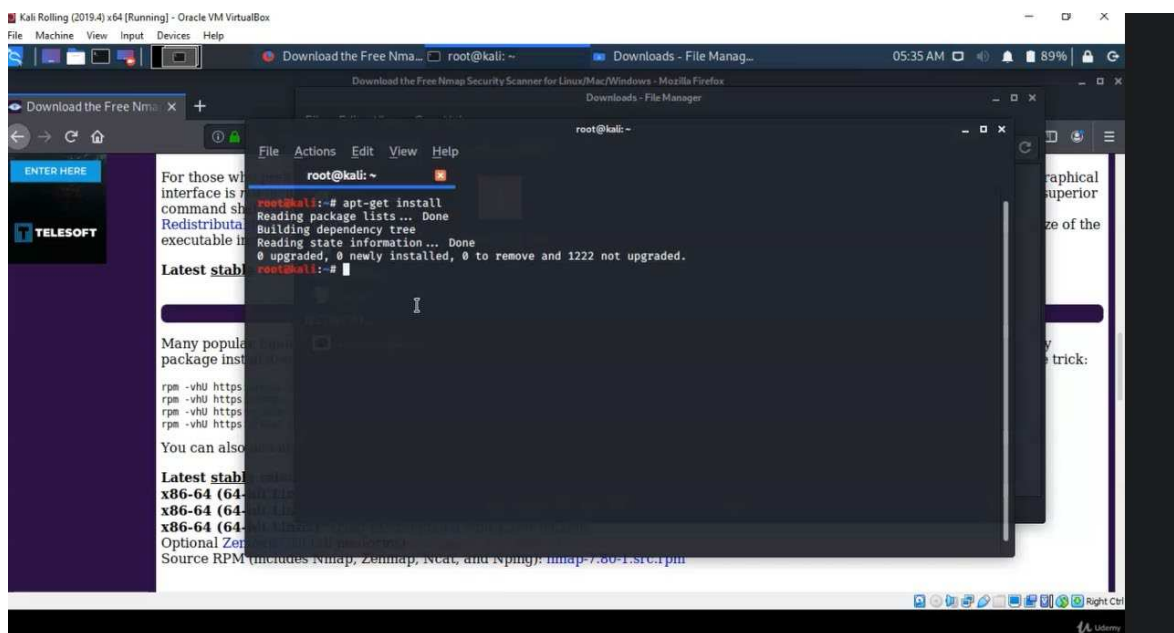 Kali Rolling (2019.4) x64 [Running] - Oracle VM VirtualBox
File Machine View Input Devices Help
Download the Free Nma... root@kali: ~ Downloads - File Manag... 05:35 AM 89%
Download the Free Nmap Security Scanner for Linux/Mac/Windows - Mozilla Firefox
Downloads - File Manager
Download the Free Nma
root@kali: ~
File Actions Edit View Help
root@kali: ~
root@kali:~# apt-get install
Reading package lists... Done
Building dependency tree
Reading state information... Done
0 upgraded, 0 newly installed, 0 to remove and 1222 not upgraded.
root@kali:~#
ENTER HERE
TELESOFT
For those wh raphical
interface is superior
command sh
Redistributa ze of the
executable i
Latest stabl
Many popula y
package inst trick:
rpm -vhU https
rpm -vhU https
rpm -vhU https
rpm -vhU https
You can also
Latest stabl
x86-64 (64-
x86-64 (64-
x86-64 (64-
Optional Zen
Source RPM (includes Nmap, Zenmap, Ncat, and Nping): nmap-7.80-1.src.rpm
Right Ctrl
Udemy